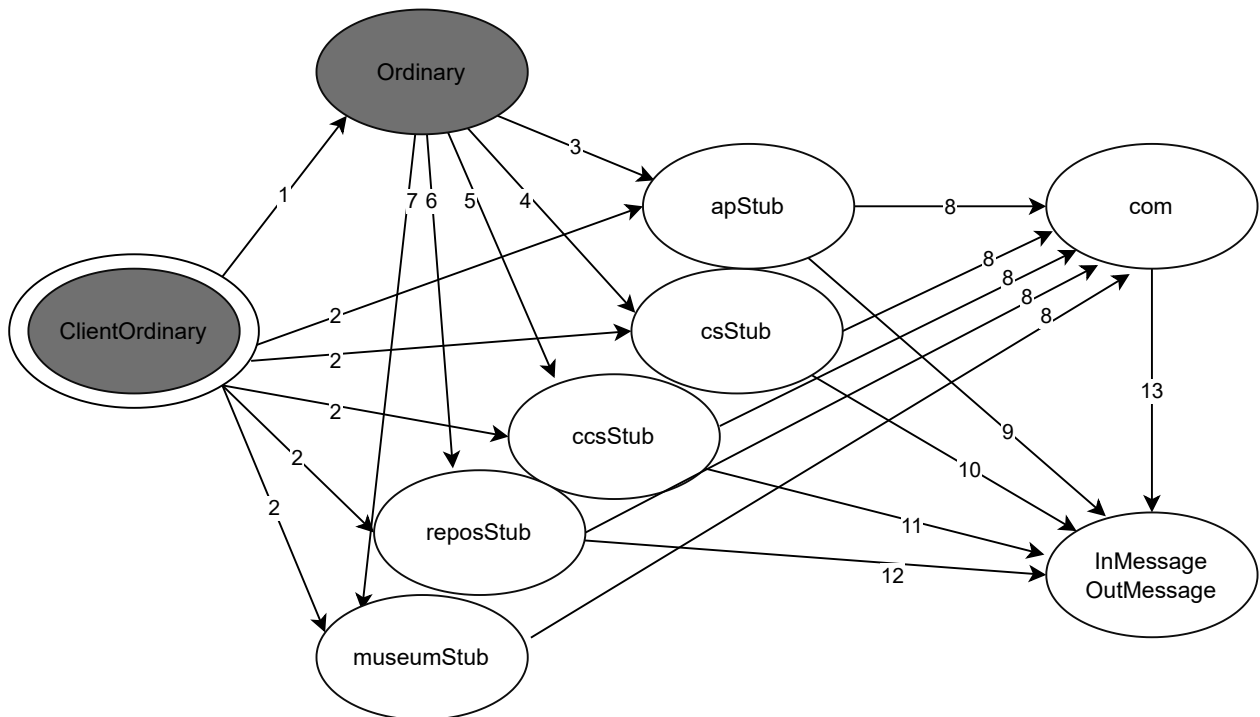 Ordinary
3
1
7
6
5
4
apStub
8
com
ClientOrdinary
2
csStub
8
8
8
8
2
2
ccsStub
13
9
2
10
2
reposStub
11
12
InMessage
OutMessage
museumStub